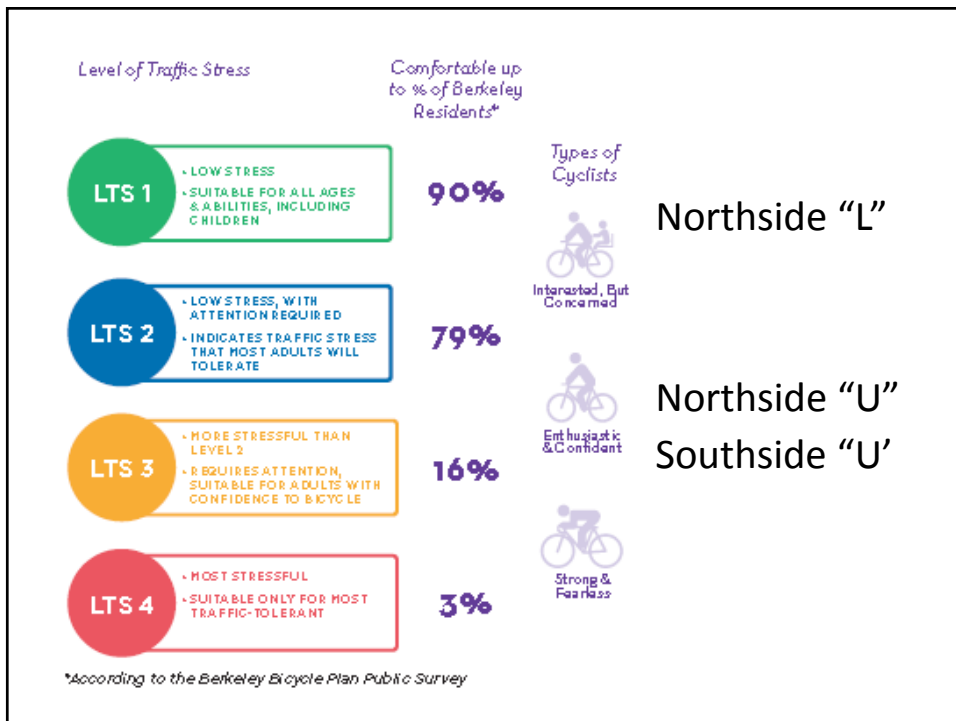 Level of Traffic Stress
Comfortable up
to % of Berkeley
Residents*
Types of
Cyclists
LTS 1
• LOW STRESS
• SUITABLE FOR ALL AGES
& ABILITIES, INCLUDING
CHILDREN
90%
Northside “L”
Interested, But
Concerned
LTS 2
• LOW STRESS, WITH
ATTENTION REQUIRED
• INDICATES TRAFFIC STRESS
THAT MOST ADULTS WILL
TOLERATE
79%
Northside “U”
Enthusiastic
& Confident
Southside “U’
LTS 3
• MORE STRESSFUL THAN
LEVEL 2
• REQUIRES ATTENTION,
SUITABLE FOR ADULTS WITH
CONFIDENCE TO BICYCLE
16%
Strong &
Fearless
LTS 4
• MOST STRESSFUL
• SUITABLE ONLY FOR MOST
TRAFFIC-TOLERANT
3%
*According to the Berkeley Bicycle Plan Public Survey